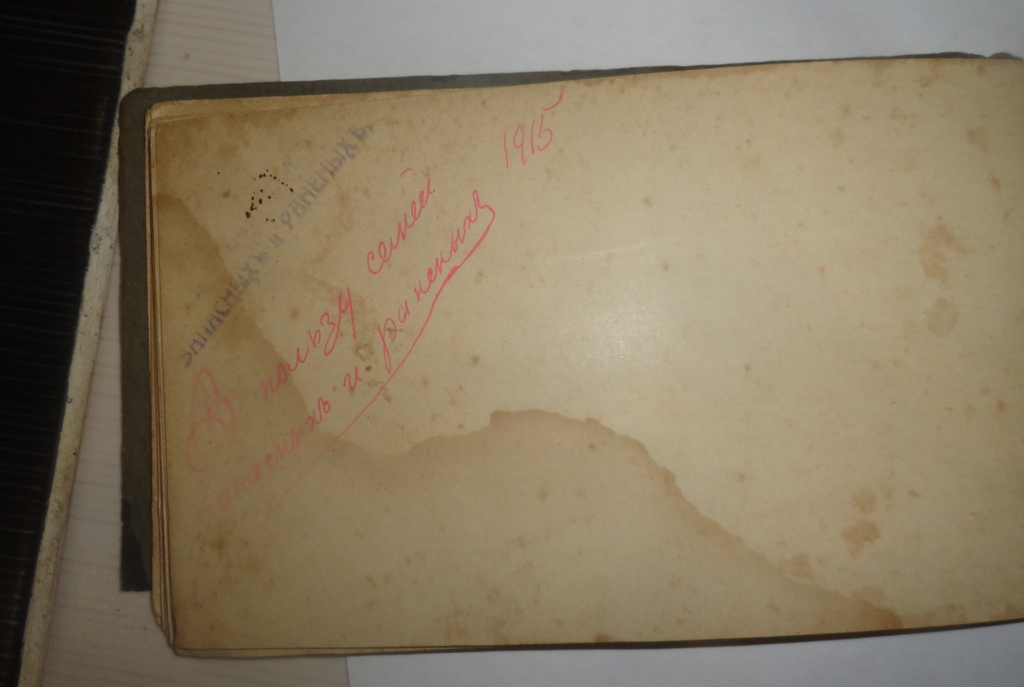 ЗАПАСНЫХЪ И РАНЕНЫХЪ
В пользу семей
запасныхъ и раненыхъ
1915